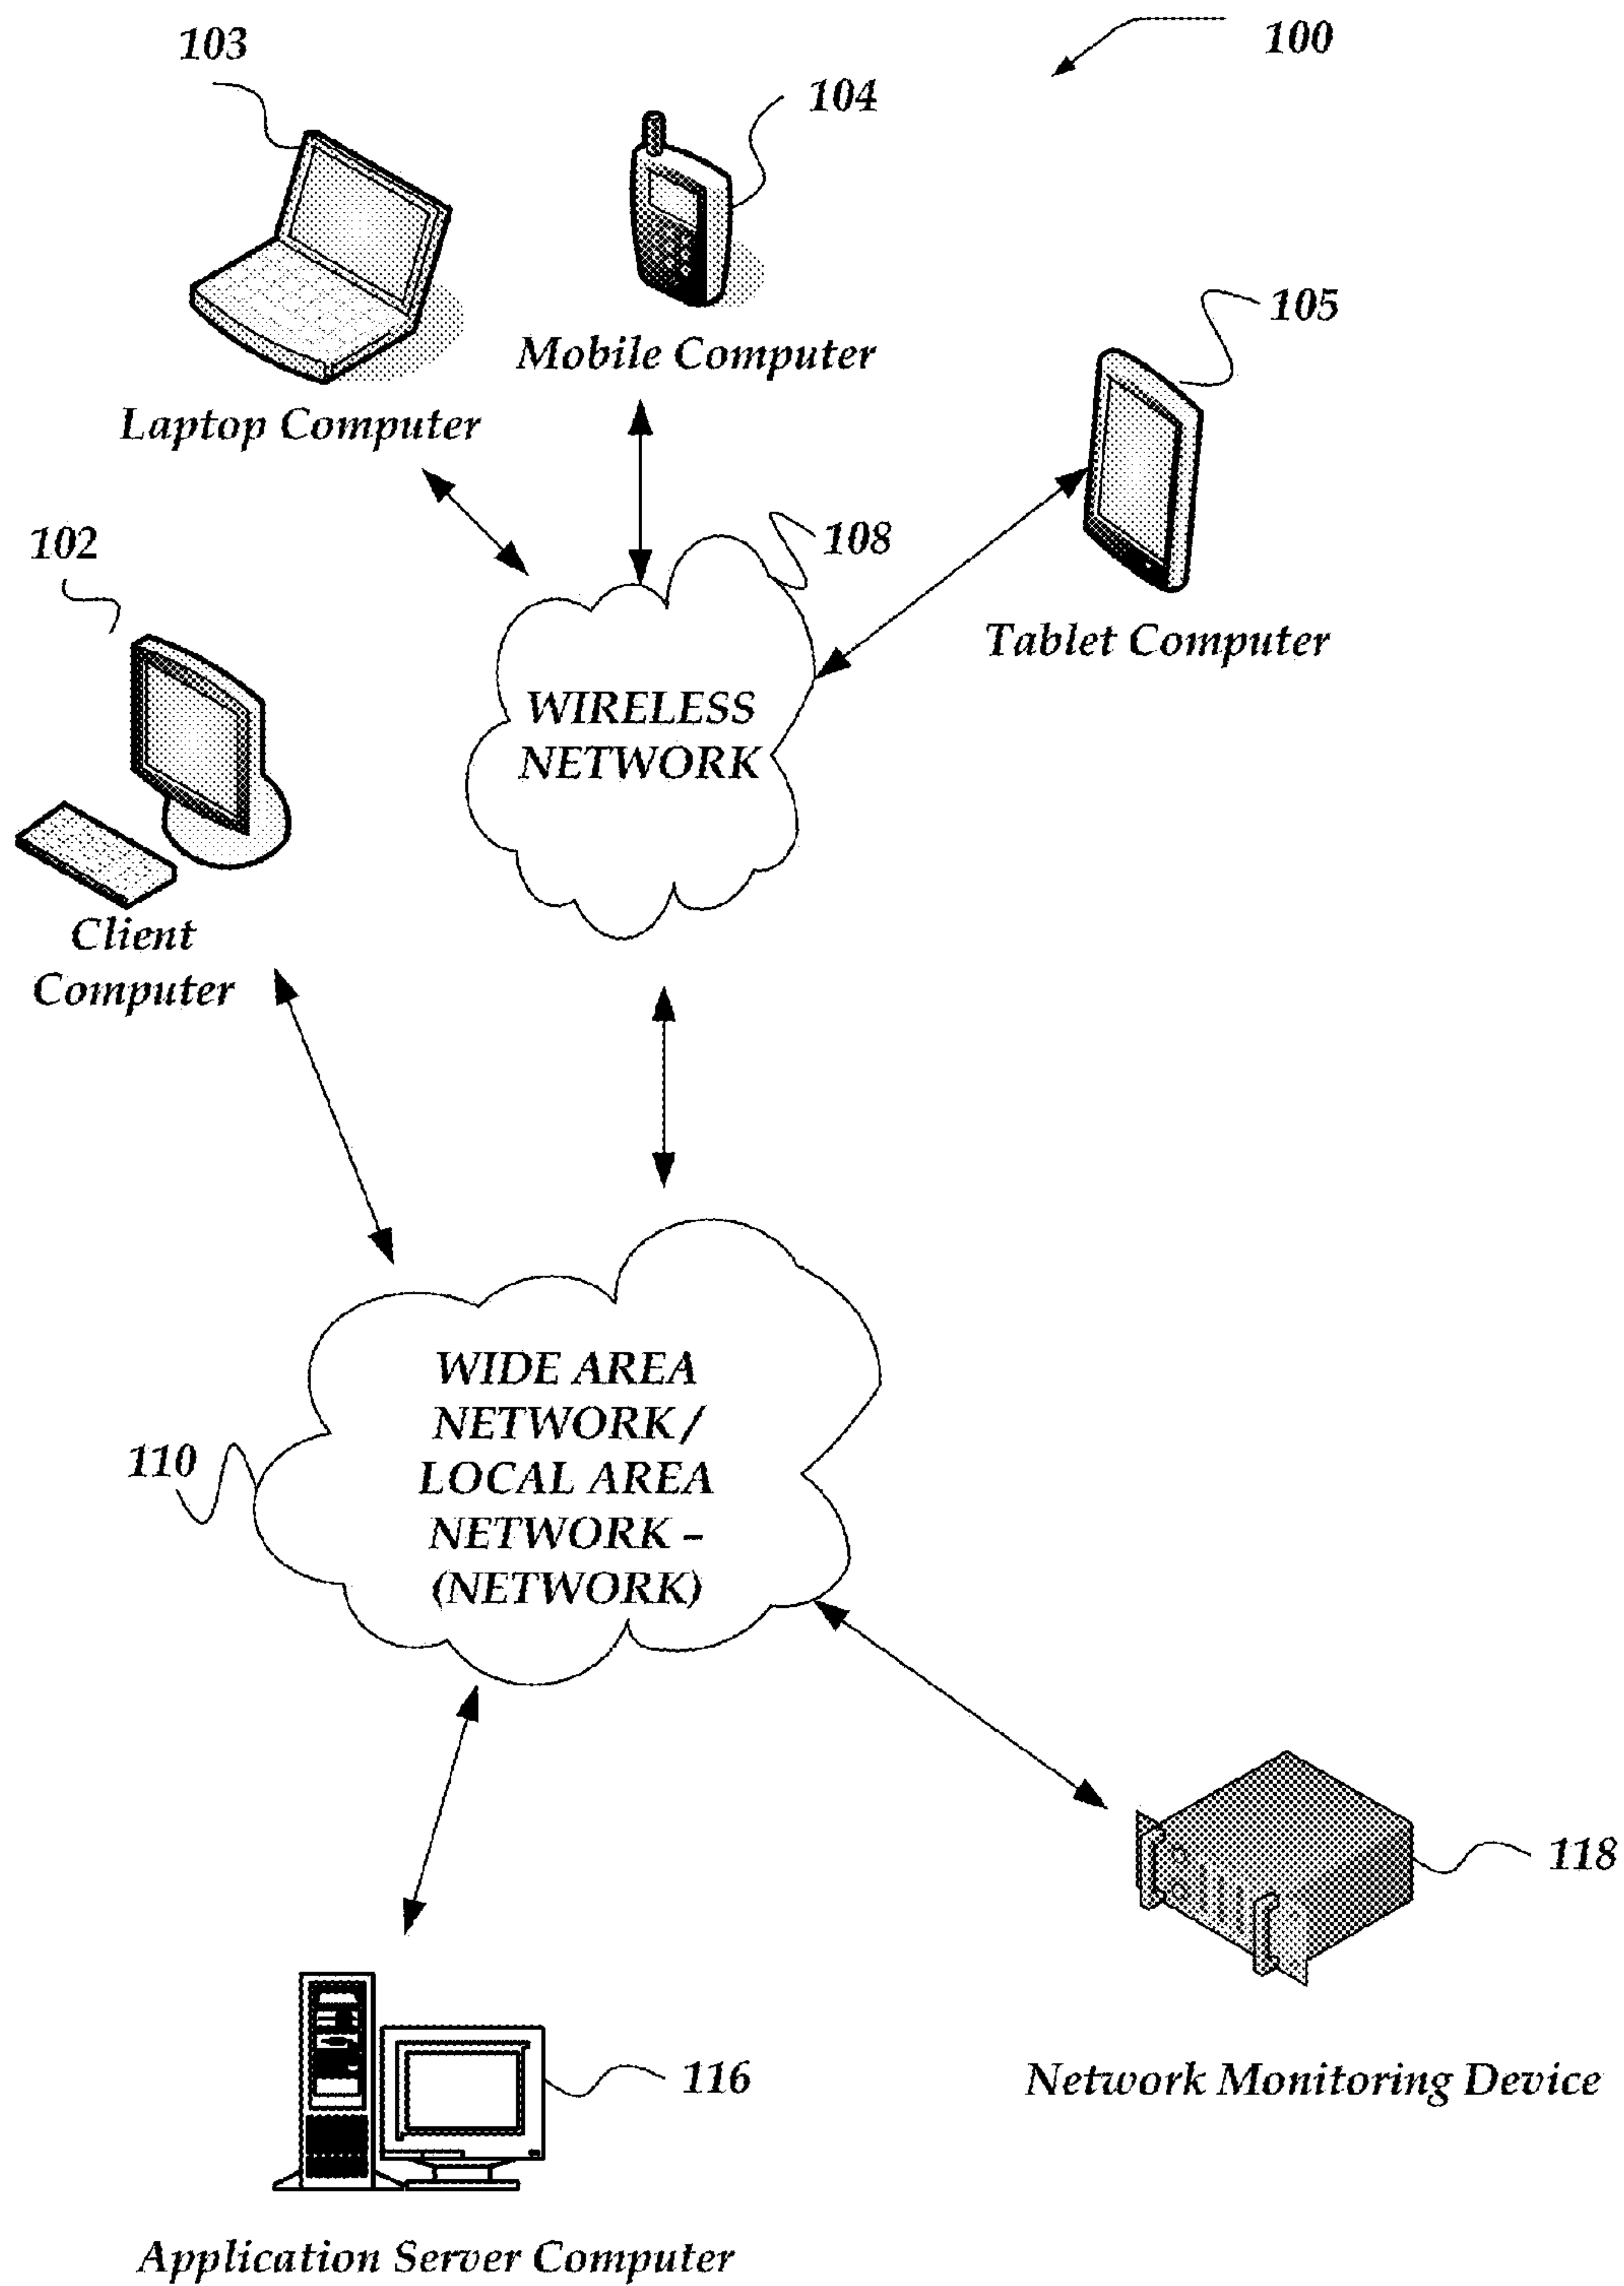 103
100
104
105
Mobile Computer
Laptop Computer
102
108
Tablet Computer
WIRELESS
NETWORK
Client
Computer
WIDE AREA
NETWORK /
LOCAL AREA
NETWORK –
(NETWORK)
110
118
116
Network Monitoring Device
Application Server Computer